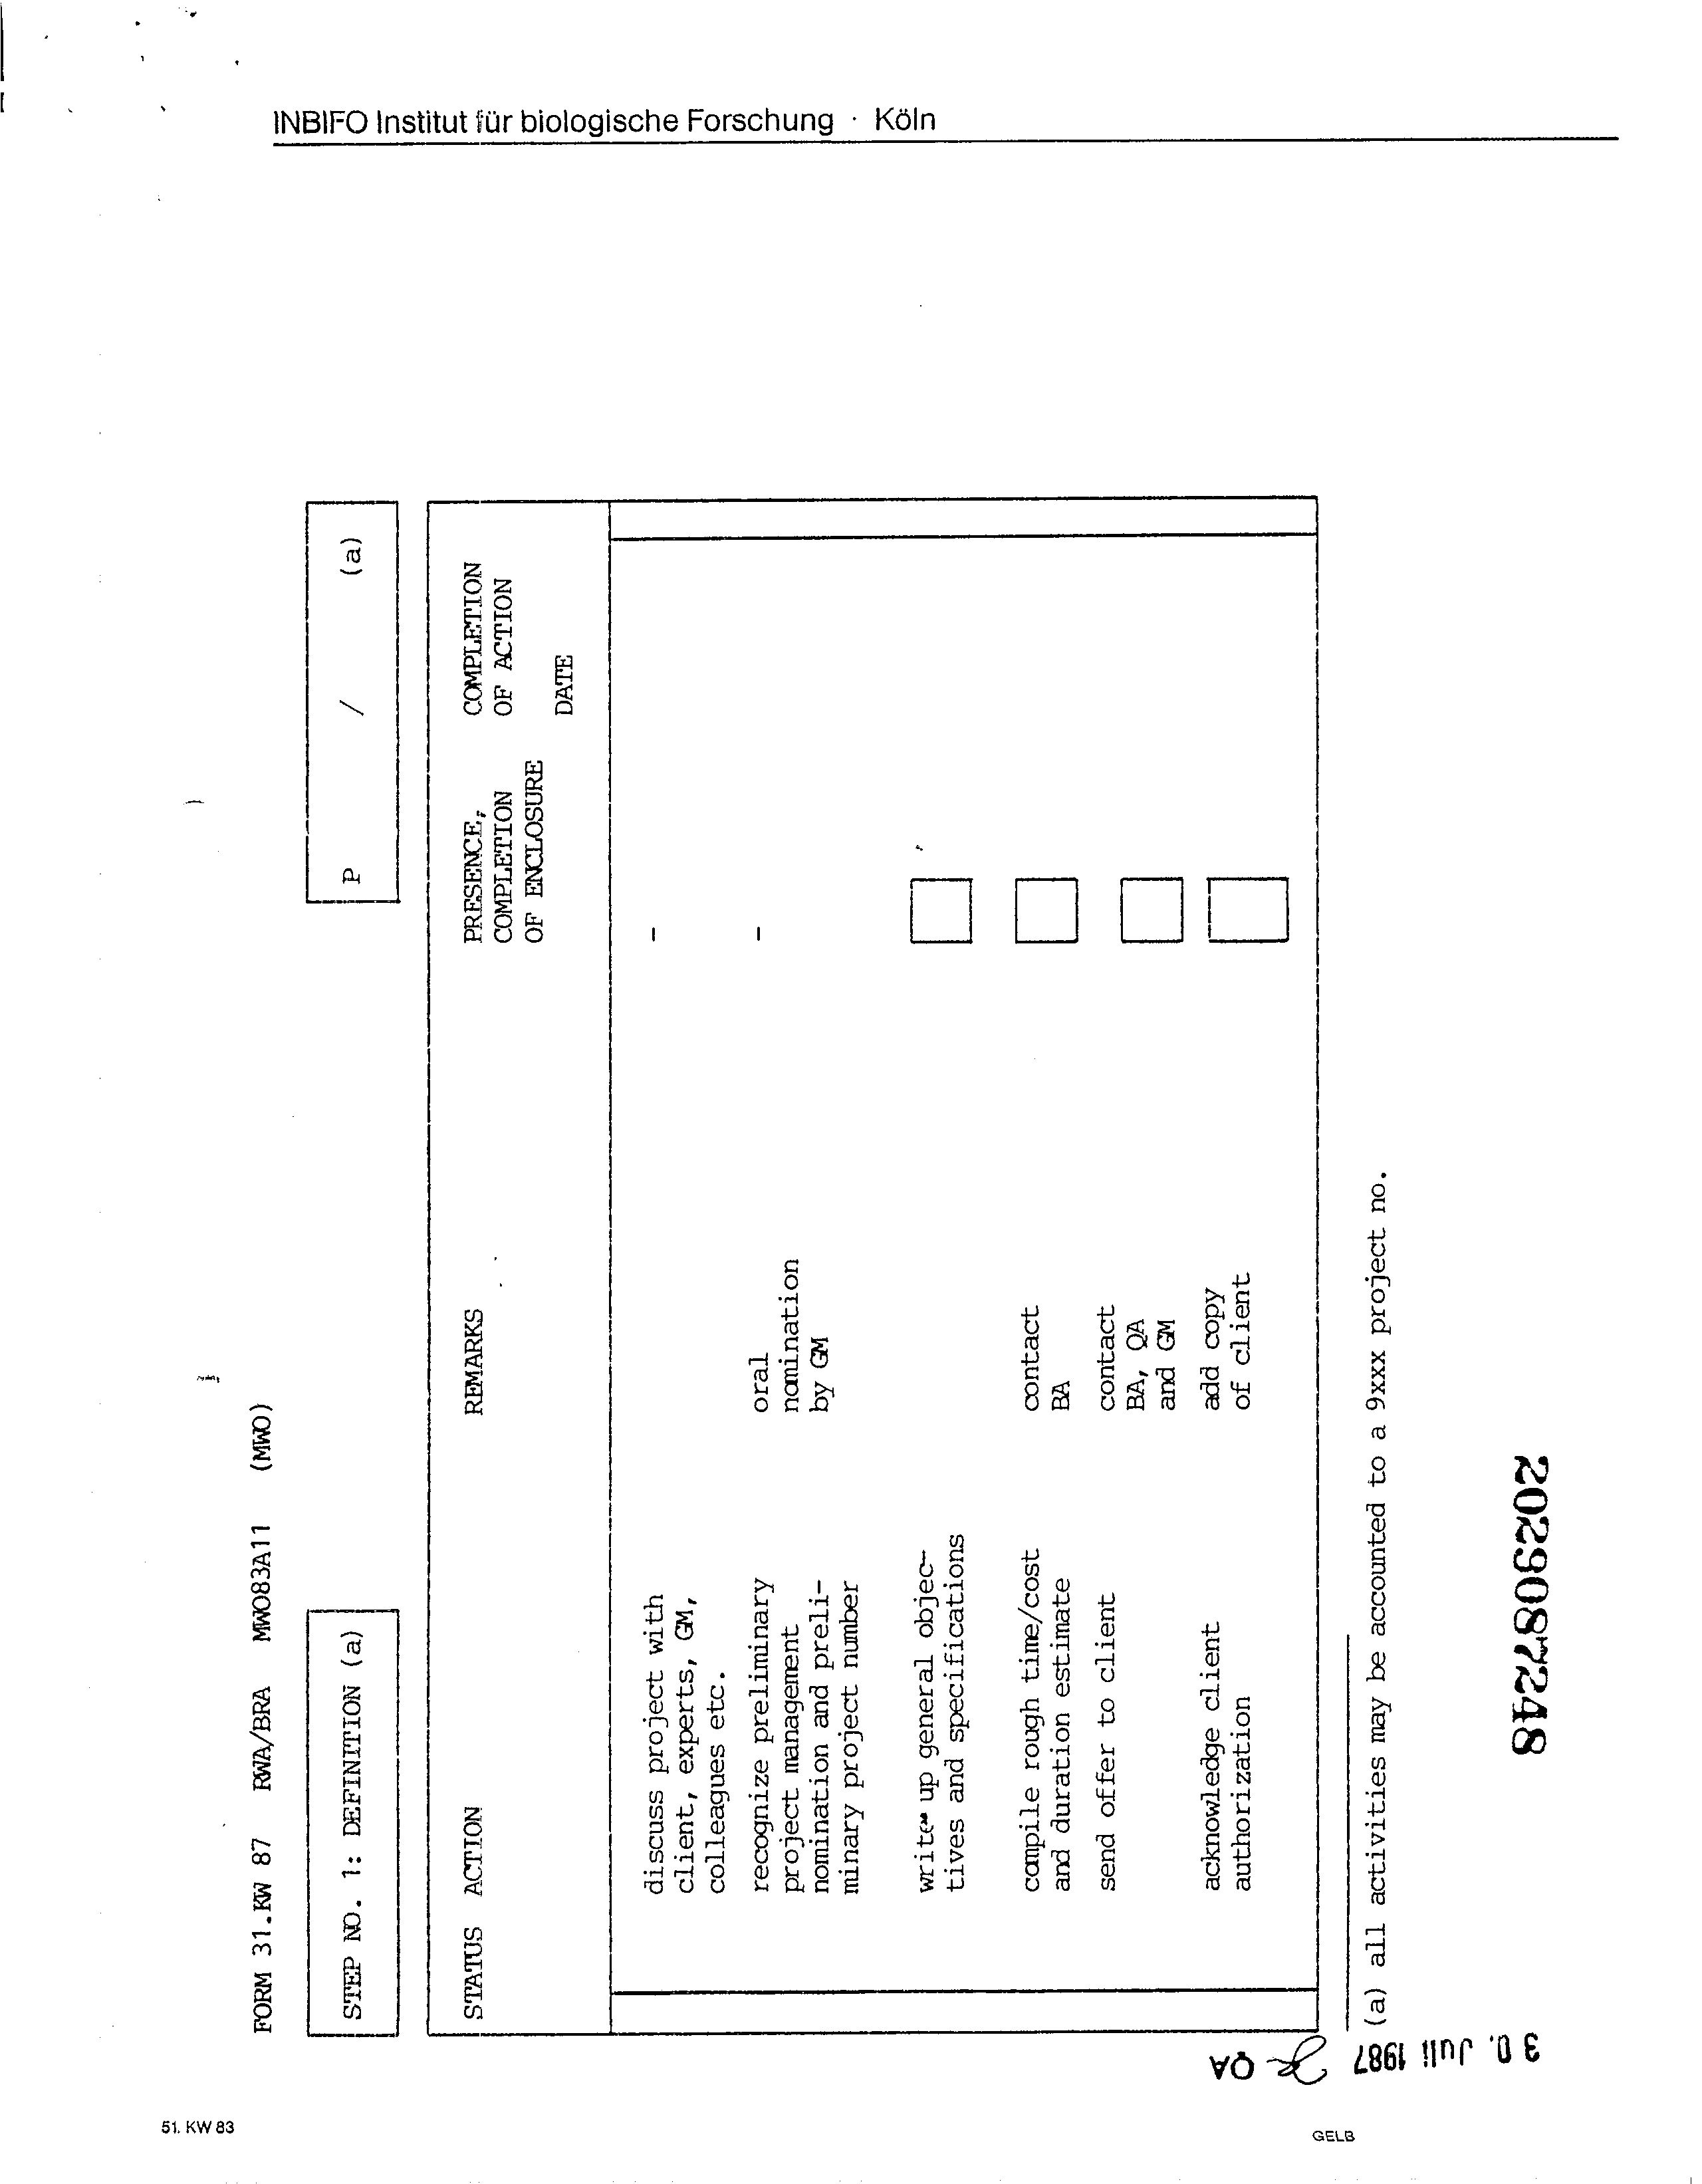 INBIFO Institut für biologische Forschung · Köln
FORM 31.KW 87 RWA/BRA MWO83A11 (MWO)
STEP NO. 1: DEFINITION (a)
P / (a)
STATUS ACTION REMARKS PRESENCE, COMPLETION
COMPLETION OF ACTION
OF ENCLOSURE
DATE
discuss project with -
client, experts, GM,
colleagues etc.
recognize preliminary oral -
project management nomination
nomination and preli- by GM
minary project number
write up general objec-
tives and specifications
compile rough time/cost contact
and duration estimate BA
send offer to client contact
BA, QA
and GM
acknowledge client add copy
authorization of client
(a) all activities may be accounted to a 9xxx project no.
2029087248
30. Juli 1987 QA
51. KW 83
GELB